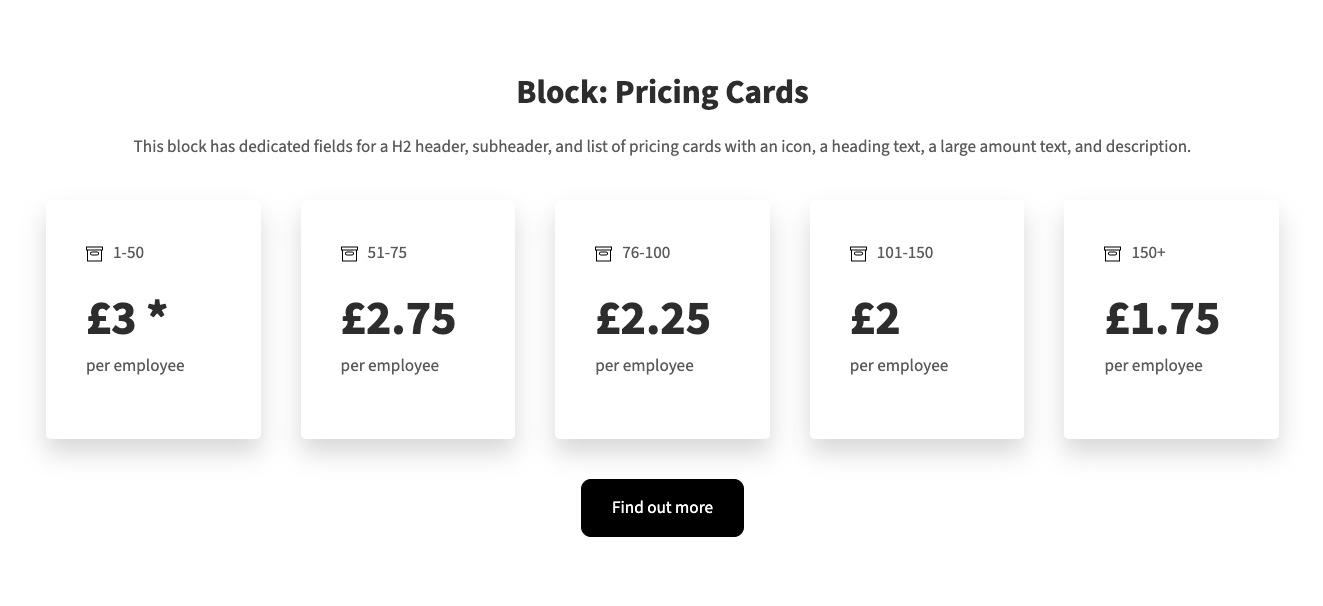 Block: Pricing Cards
This block has dedicated fields for a H2 header, subheader, and list of pricing cards with an icon, a heading text, a large amount text, and description.
1-50
£3 *
per employee
51-75
£2.75
per employee
76-100
£2.25
per employee
101-150
£2
per employee
150+
£1.75
per employee
Find out more